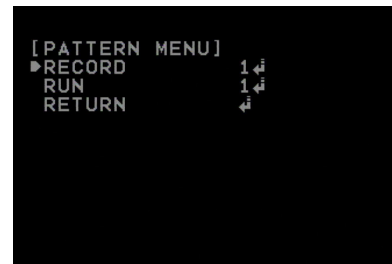 [PATTERN MENU]
▶RECORD 1↲
RUN 1↲
RETURN ↲